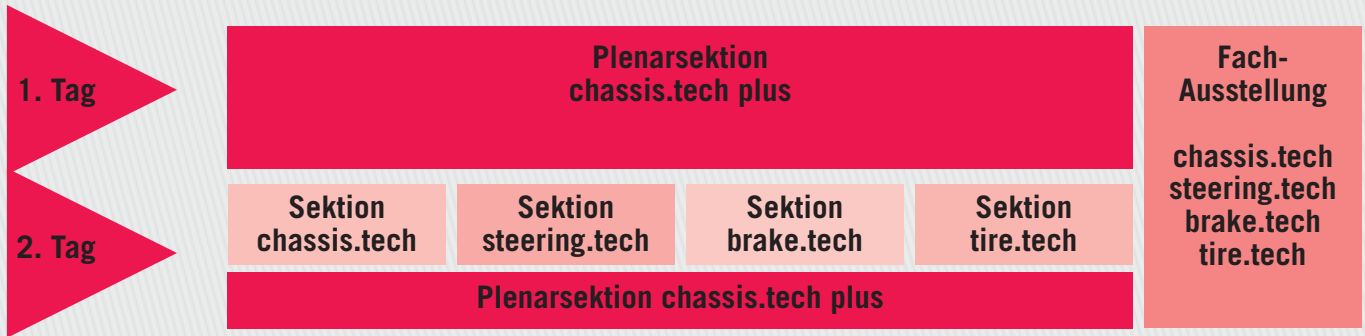 1. Tag
Plenarsektion
chassis.tech plus
2. Tag
Sektion
chassis.tech
Sektion
steering.tech
Sektion
brake.tech
Sektion
tire.tech
Plenarsektion chassis.tech plus
Fach-
Ausstellung
chassis.tech
steering.tech
brake.tech
tire.tech